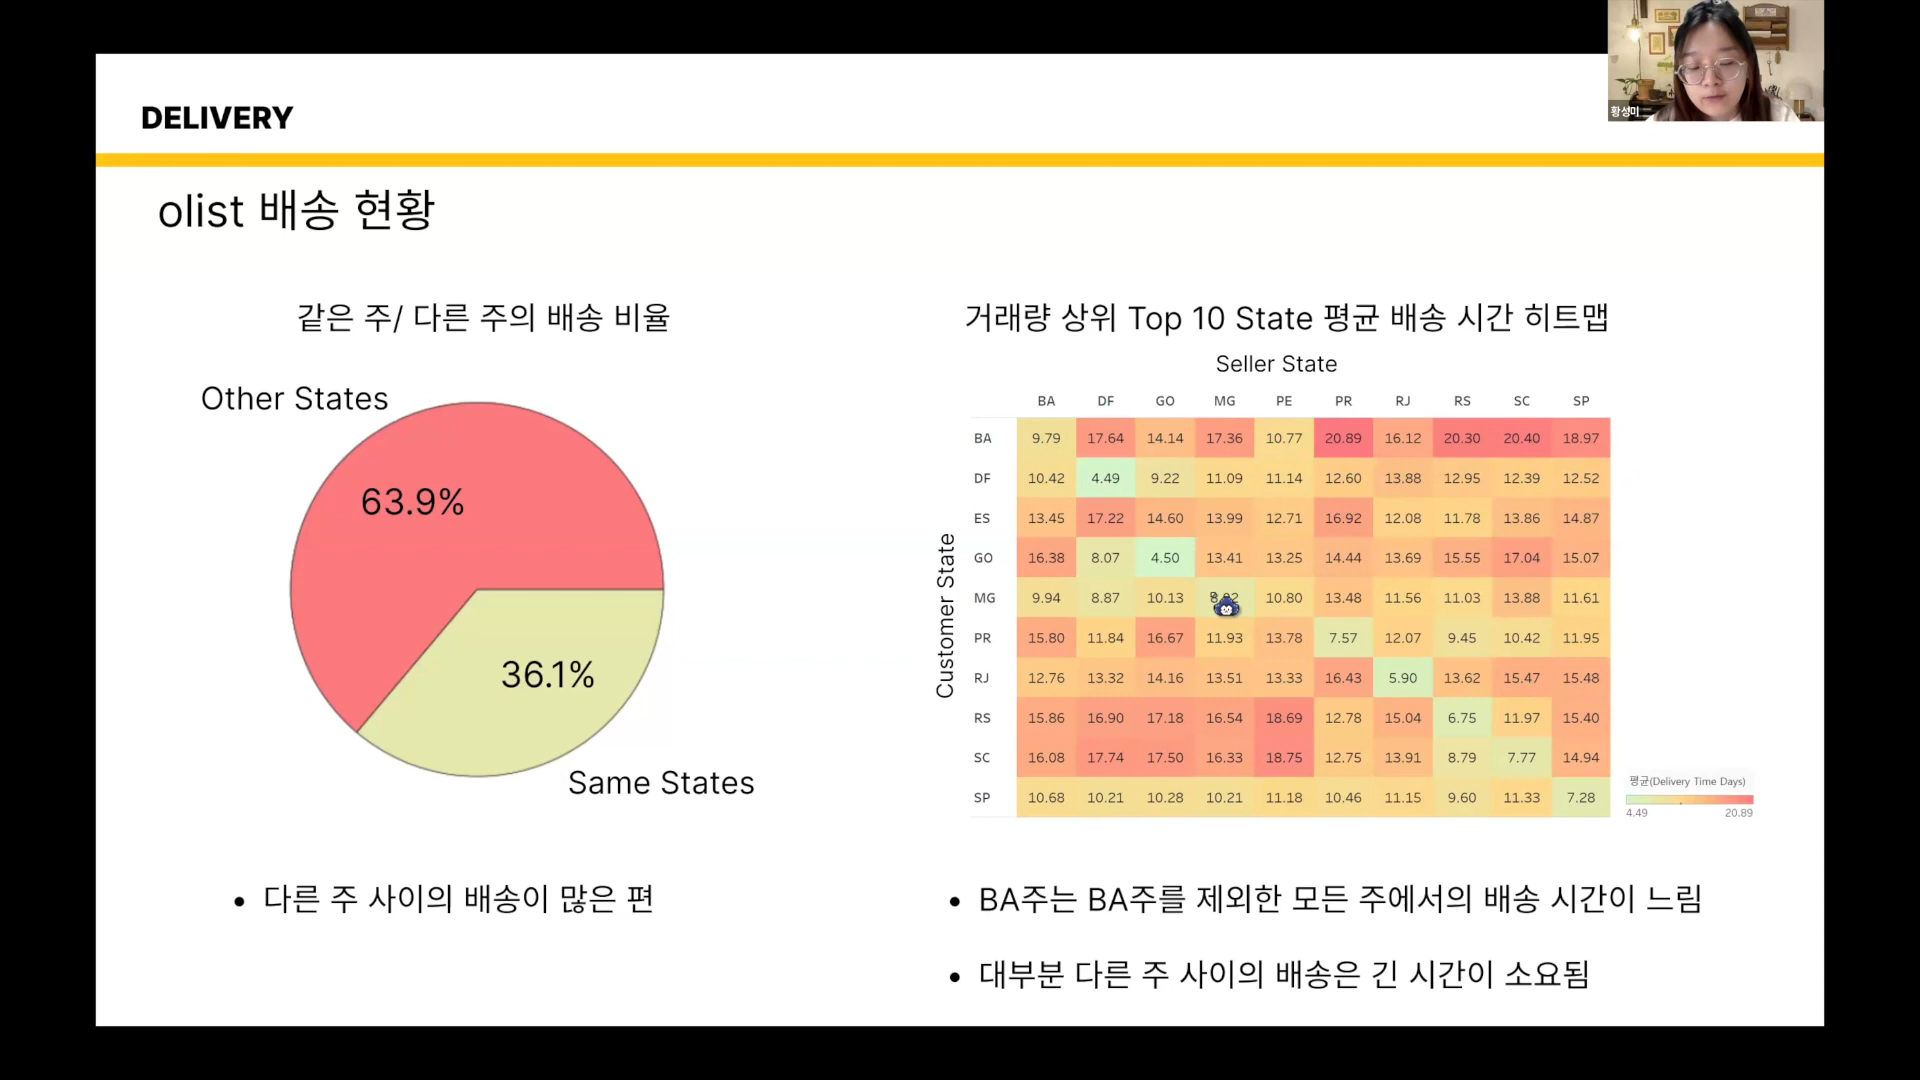 황성미
DELIVERY
olist 배송 현황
같은 주/ 다른 주의 배송 비율
Other States
63.9%
36.1%
Same States
• 다른 주 사이의 배송이 많은 편
거래량 상위 Top 10 State 평균 배송 시간 히트맵
Seller State
BA DF GO MG PE PR RJ RS SC SP
Customer State
BA 9.79 17.64 14.14 17.36 10.77 20.89 16.12 20.30 20.40 18.97
DF 10.42 4.49 9.22 11.09 11.14 12.60 13.88 12.95 12.39 12.52
ES 13.45 17.22 14.60 13.99 12.71 16.92 12.08 11.78 13.86 14.87
GO 16.38 8.07 4.50 13.41 13.25 14.44 13.69 15.55 17.04 15.07
MG 9.94 8.87 10.13 10.80 13.48 11.56 11.03 13.88 11.61
PR 15.80 11.84 16.67 11.93 13.78 7.57 12.07 9.45 10.42 11.95
RJ 12.76 13.32 14.16 13.51 13.33 16.43 5.90 13.62 15.47 15.48
RS 15.86 16.90 17.18 16.54 18.69 12.78 15.04 6.75 11.97 15.40
SC 16.08 17.74 17.50 16.33 18.75 12.75 13.91 8.79 7.77 14.94
SP 10.68 10.21 10.28 10.21 11.18 10.46 11.15 9.60 11.33 7.28
평균(Delivery Time Days)
4.49 20.89
• BA주는 BA주를 제외한 모든 주에서의 배송 시간이 느림
• 대부분 다른 주 사이의 배송은 긴 시간이 소요됨